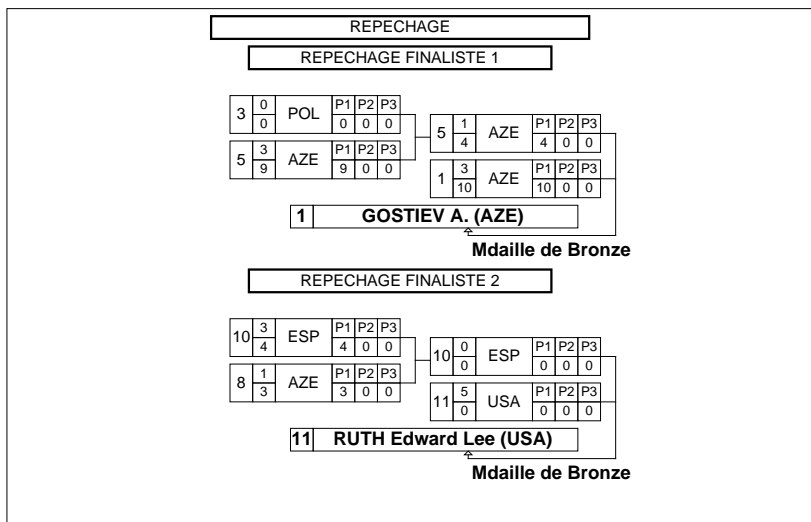 REPECHAGE
REPECHAGE FINALISTE 1
3 0 POL P1 P2 P3
0 0 0 0
5 3 AZE P1 P2 P3
9 9 0 0
5 1 AZE P1 P2 P3
4 4 0 0
1 3 AZE P1 P2 P3
10 10 0 0
1 GOSTIEV A. (AZE)
Mdaille de Bronze
REPECHAGE FINALISTE 2
10 3 ESP P1 P2 P3
4 4 0 0
8 1 AZE P1 P2 P3
3 3 0 0
10 0 ESP P1 P2 P3
0 0 0 0
11 5 USA P1 P2 P3
0 0 0 0
11 RUTH Edward Lee (USA)
Mdaille de Bronze